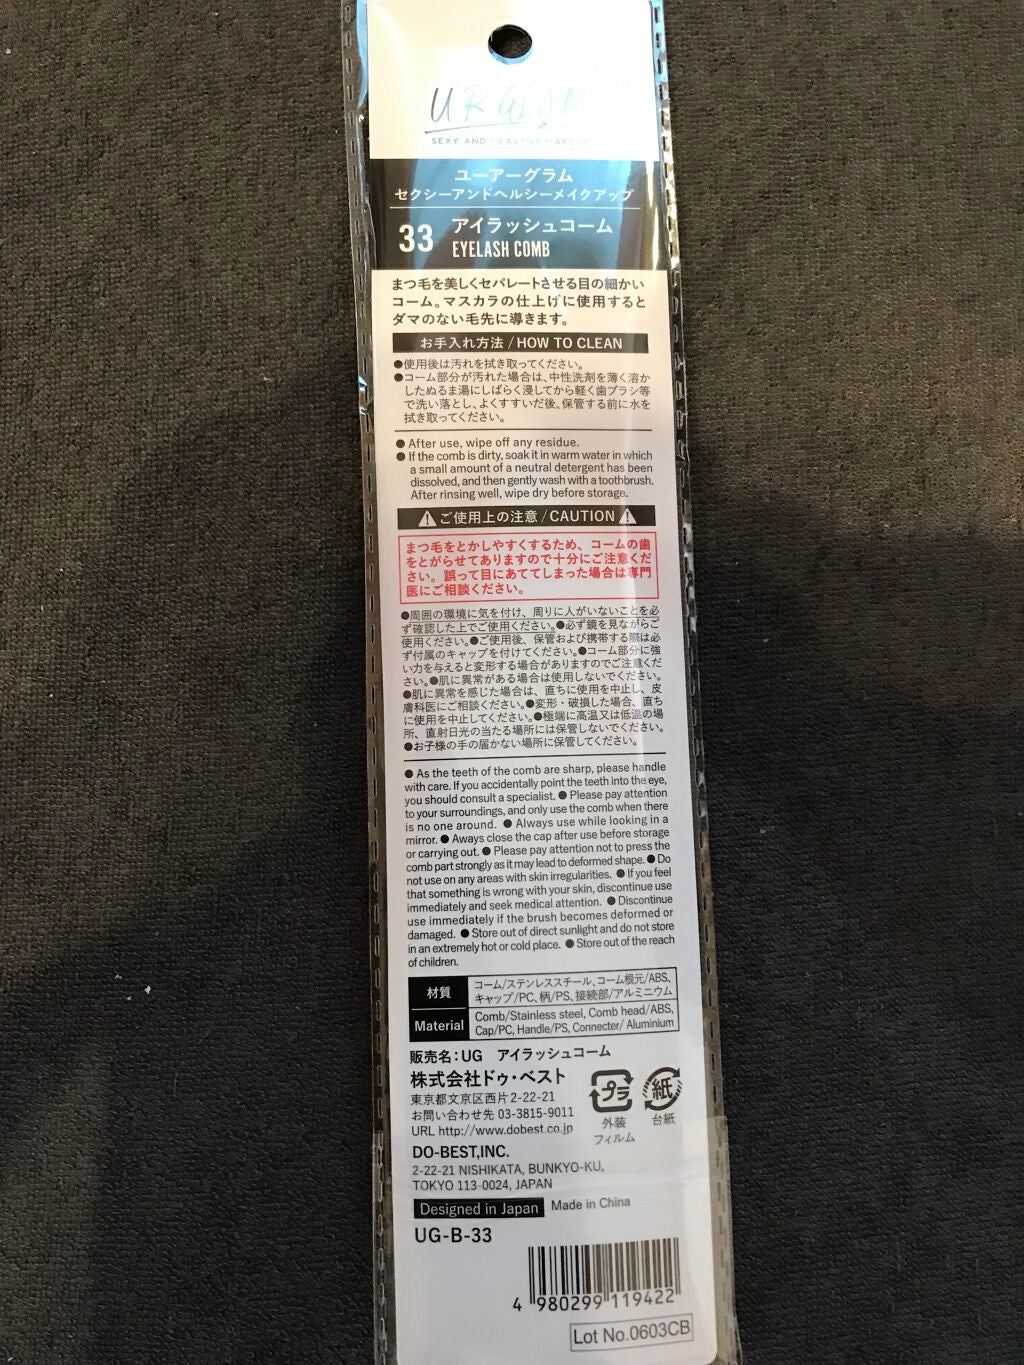 UR GLAM
SEXY AND HEALTHY MAKEUP
ユーアーグラム
セクシーアンドヘルシーメイクアップ
33 アイラッシュコーム
EYELASH COMB
まつ毛を美しくセパレートさせる目の細かい
コーム。マスカラの仕上げに使用すると
ダマのない毛先に導きます。
お手入れ方法/HOW TO CLEAN
●使用後は汚れを拭き取ってください。
●コーム部分が汚れた場合は、中性洗剤を薄く溶か
したぬるま湯にしばらく浸してから軽く歯ブラシ等
で洗い落とし、よくすすいだ後、保管する前に水を
拭き取ってください。
● After use, wipe off any residue.
● If the comb is dirty, soak it in warm water in which
a small amount of a neutral detergent has been
dissolved, and then gently wash with a toothbrush.
After rinsing well, wipe dry before storage.
ご使用上の注意/CAUTION
まつ毛をとかしやすくするため、コームの歯
をとがらせてありますので十分にご注意くだ
さい。誤って目にあててしまった場合は専門
医にご相談ください。
●周囲の環境に気を付け、周りに人がいないことを必
ず確認した上でご使用ください。●必ず鏡を見ながらご
使用ください。●ご使用後、保管および携帯する際は必
ず付属のキャップを付けてください。●コーム部分に強
い力を与えると変形する場合がありますのでご注意くだ
さい。●肌に異常がある場合は使用しないでください。
●肌に異常を感じた場合は、直ちに使用を中止し、皮
膚科医にご相談ください。●変形・破損した場合、直ち
に使用を中止してください。●極端に高温又は低温の場
所、直射日光の当たる場所には保管しないでください。
●お子様の手の届かない場所に保管してください。
● As the teeth of the comb are sharp, please handle
with care. If you accidentally point the teeth into the eye,
you should consult a specialist. ● Please pay attention
to your surroundings, and only use the comb when there
is no one around. ● Always use while looking in a
mirror. ● Aways close the cap after use before storage
or carrying out. ● Please pay attention not to press the
comb part strongly as it may lead to deformed shape. ● Do
not use on any areas with skin irregularities. ● If you feel
that something is wrong with your skin, discontinue use
immediately and seek medical attention. ● Discontinue
use immediately if the brush becomes deformed or
damaged. ● Store out of direct sunlight and do not store
in an extremely hot or cold place. ● Store out of the reach
of children.
材質 コーム/ステンレススチール、コーム根元/ABS、
キャップ/PC、柄/PS、接続部/アルミニウム
Material Comb/Stainless steel, Comb head/ABS,
Cap/PC, Handle/PS, Connecter/ Aluminium
販売名：UG アイラッシュコーム
株式会社ドゥ・ベスト
東京都文京区西片2-22-21
お問い合わせ先 03-3815-9011
URL http://www.dobest.co.jp
プラ
外装
フィルム
紙
台紙
DO-BEST,INC.
2-22-21 NISHIKATA, BUNKYO-KU,
TOKYO 113-0024, JAPAN
Designed in Japan Made in China
UG-B-33
4 980299 119422
Lot No.0603CB